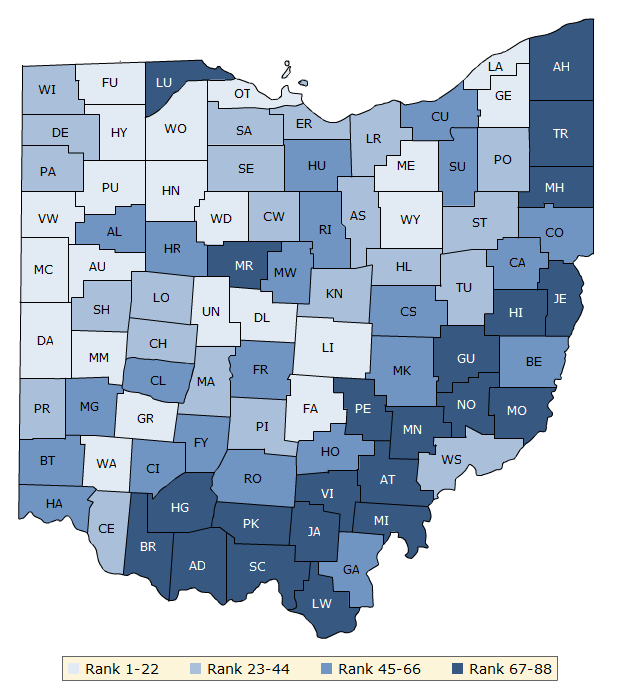 LA
AH
FU
LU
WI
OT
GE
CU
ER
DE
HY
WO
SA
LR
TR
ME
SU
PO
PA
SE
HU
PU
HN
MH
VW
WD
CW
AS
WY
ST
AL
RI
CO
HR
MC
AU
MR
MW
HL
CA
TU
LO
KN
JE
SH
UN
DL
CS
HI
DA
CH
LI
MM
GU
BE
FR
MK
CL
MA
PR
MG
FA
PE
NO
MO
GR
PI
MN
FY
HO
WS
BT
WA
CI
RO
AT
VI
HA
HG
CE
PK
MI
JA
BR
AD
SC
GA
LW
Rank 1-22 Rank 23-44 Rank 45-66 Rank 67-88